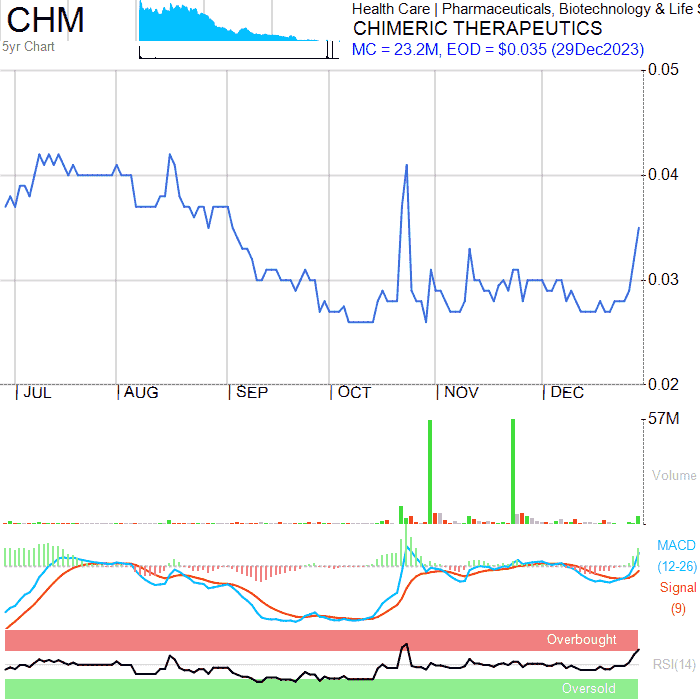 CHM
5yr Chart
Health Care | Pharmaceuticals, Biotechnology & Life
CHIMERIC THERAPEUTICS
MC = 23.2M, EOD = $0.035 (29Dec2023)
0.05
0.04
0.03
0.02
JUL AUG SEP OCT NOV DEC
57M
Volume
MACD
(12-26)
Signal
(9)
Overbought
RSI(14)
Oversold